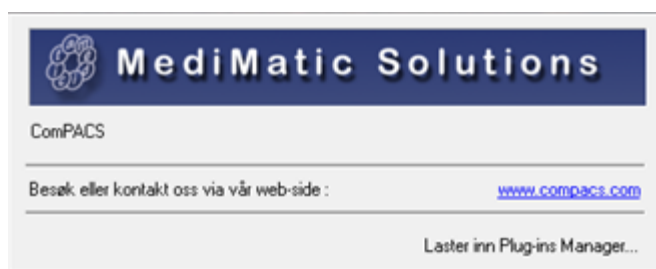 MediMatic Solutions
ComPACS
Besøk eller kontakt oss via vår web-side :
www.compacs.com
Laster inn Plug-ins Manager...